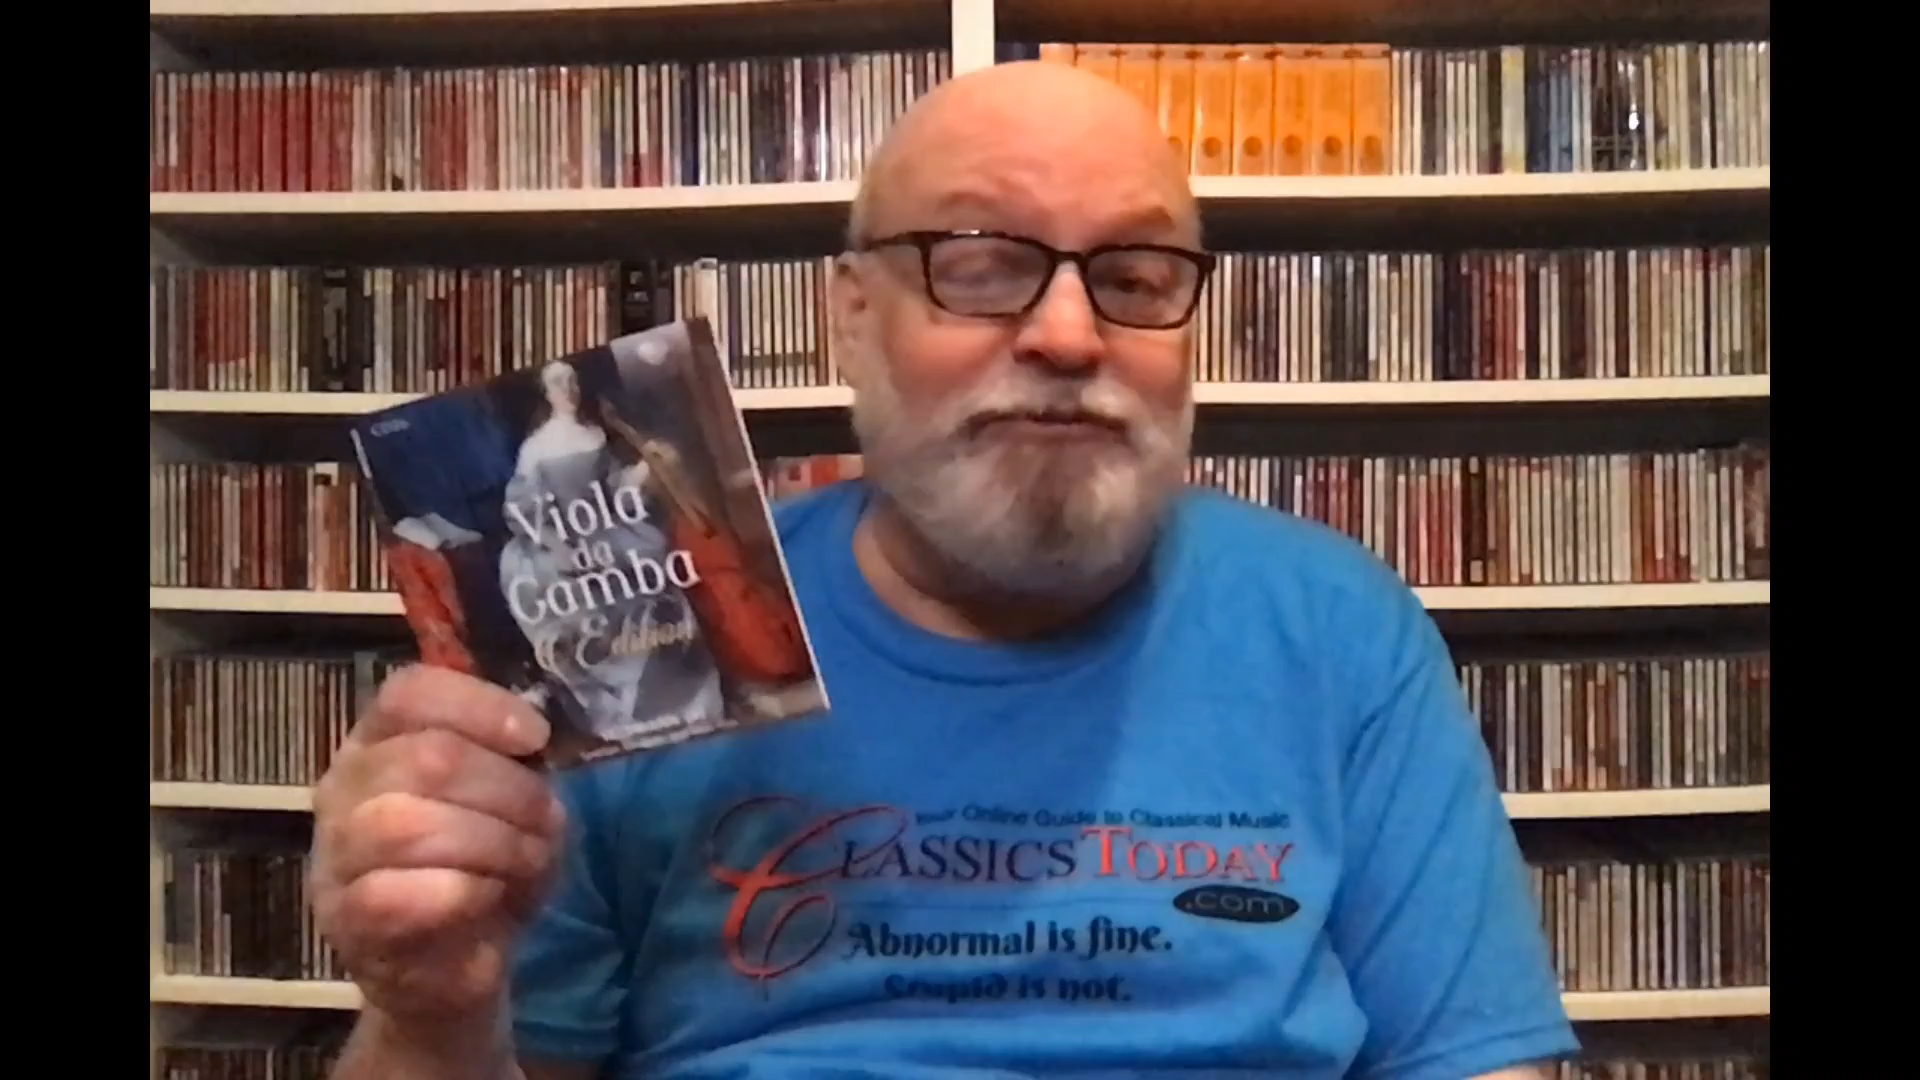 Viola
da
Gamba
Edition
Your Online Guide to Classical Music
CLASSICSTODAY
.com
Abnormal is fine.
Stupid is not.